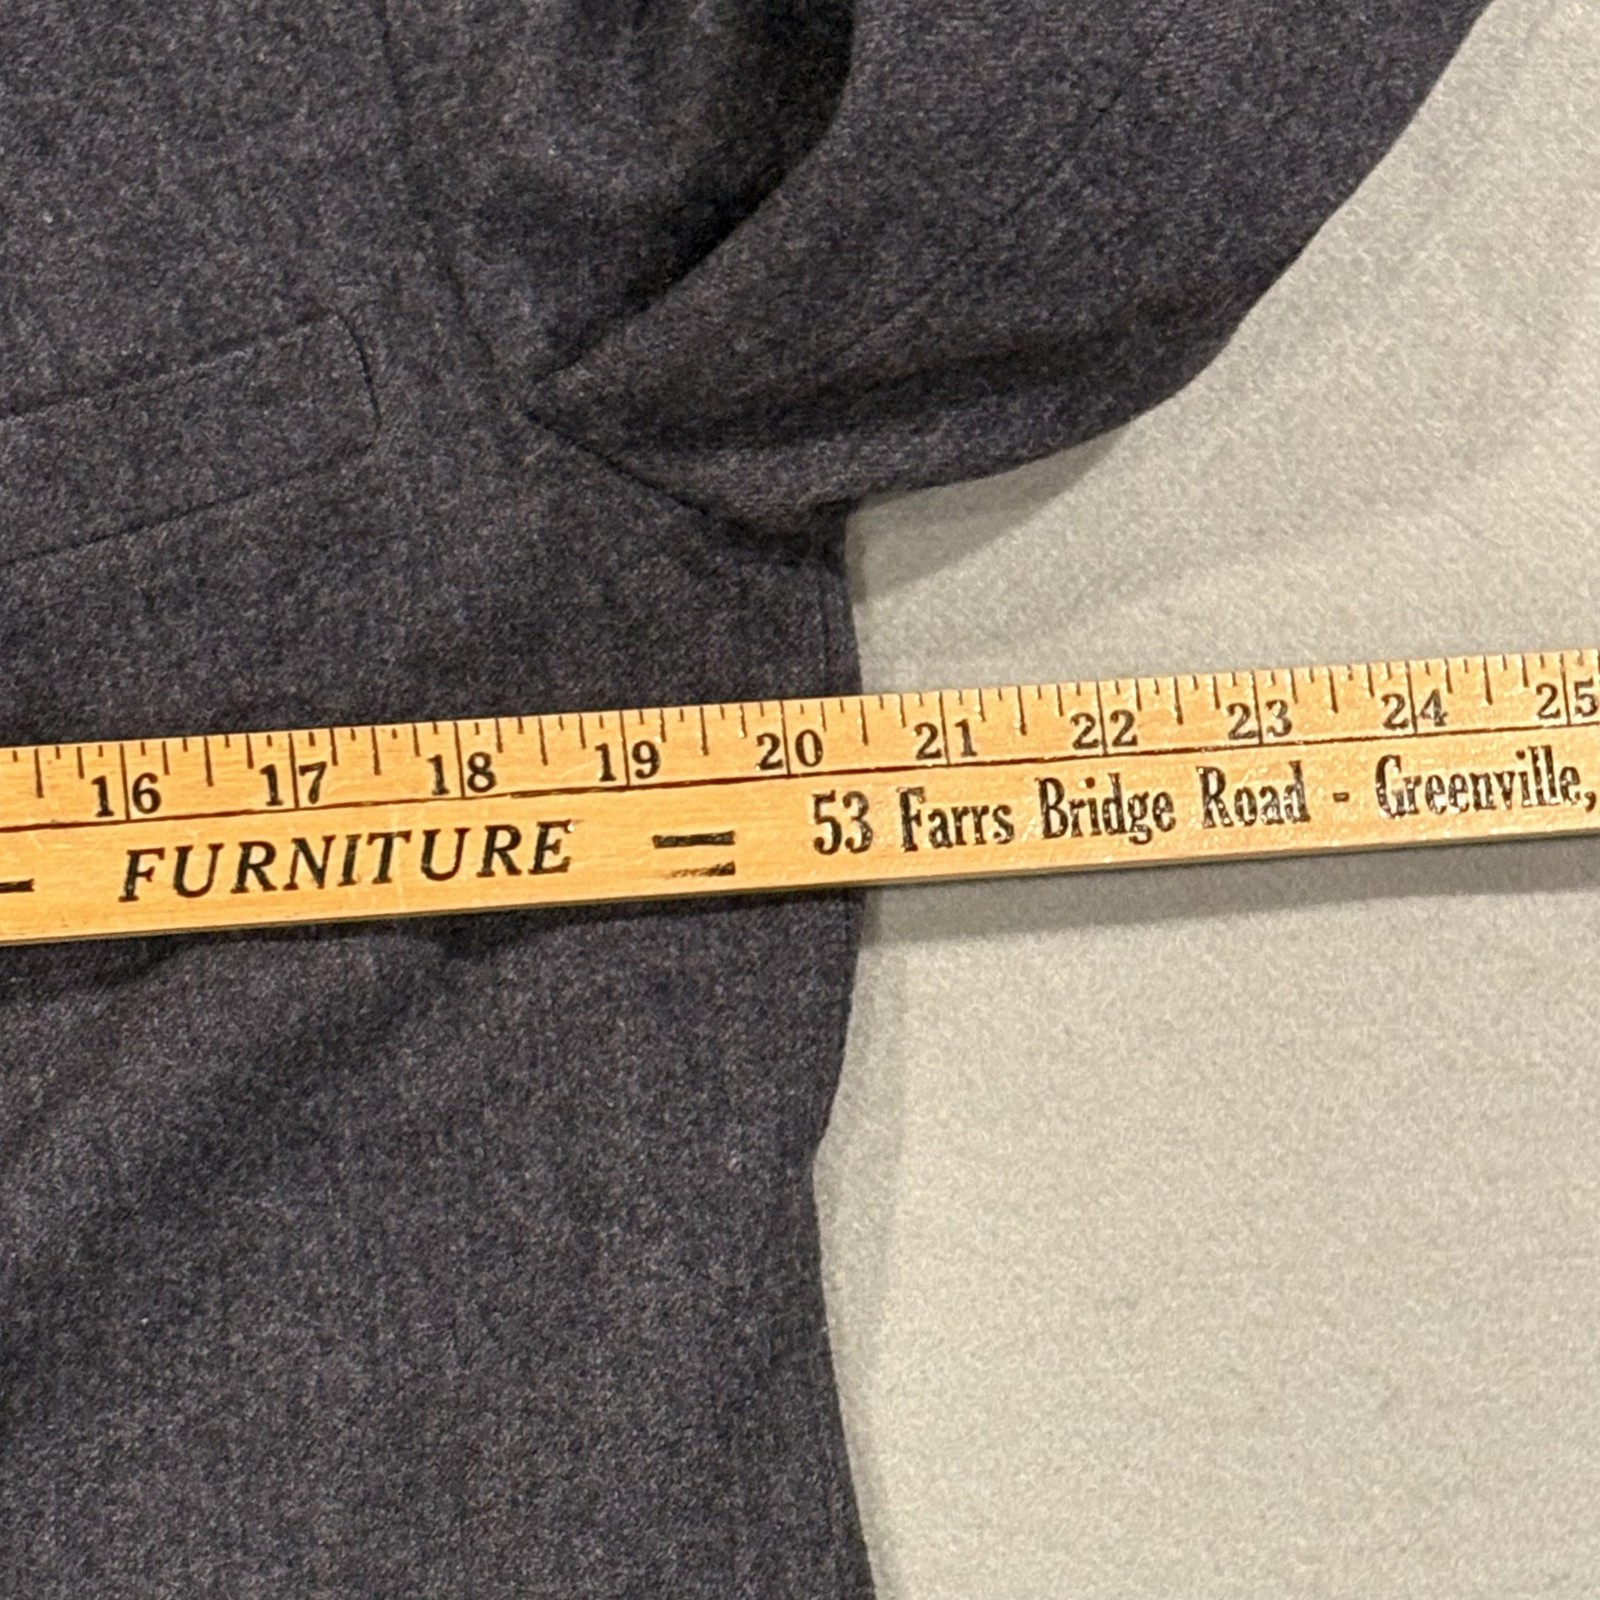 16 17 18 19 20 21 22 23 24 25
FURNITURE = 53 Farrs Bridge Road - Greenville,